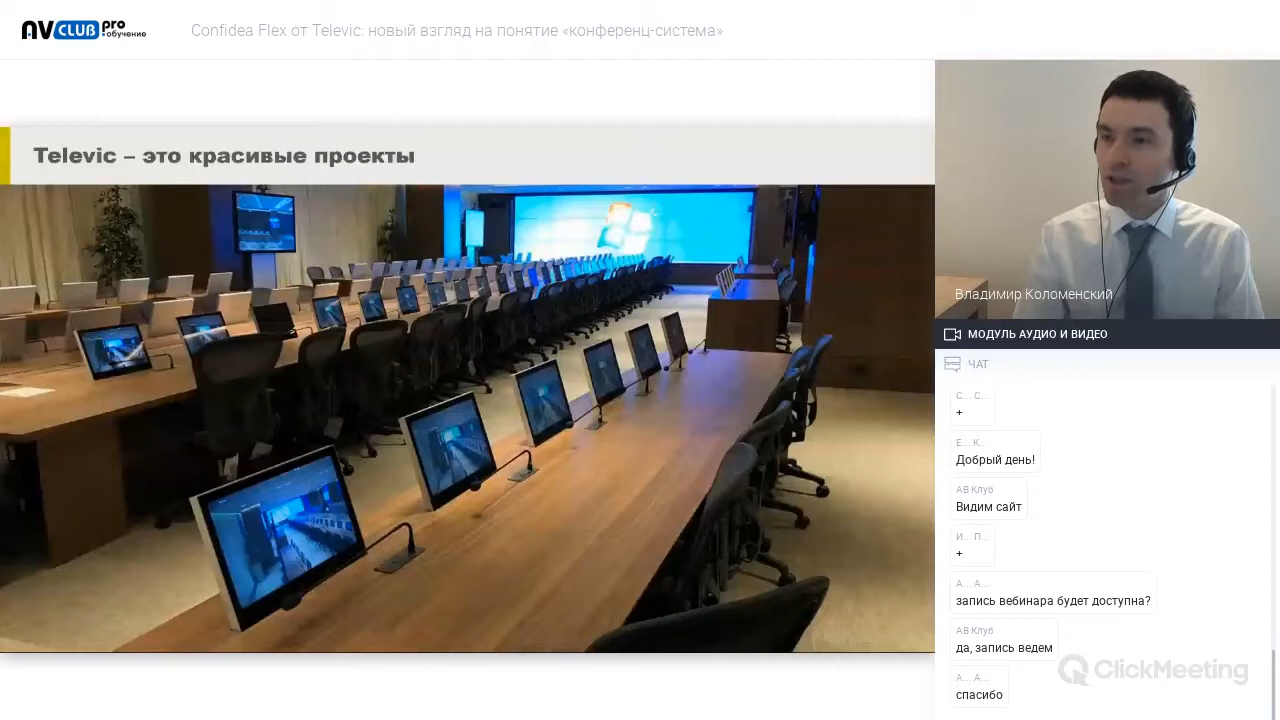 AVCLUB pro
•обучение
Confidea Flex от Televic: новый взгляд на понятие «конференц-система»
Televic – это красивые проекты
Владимир Коломенский
МОДУЛЬ АУДИО И ВИДЕО
ЧАТ
С... С...
+
Е... К..
Добрый день!
АВ Клуб
Видим сайт
И... П...
+
А... А...
запись вебинара будет доступна?
АВ Клуб
да, запись ведем
А... А...
спасибо
ClickMeeting